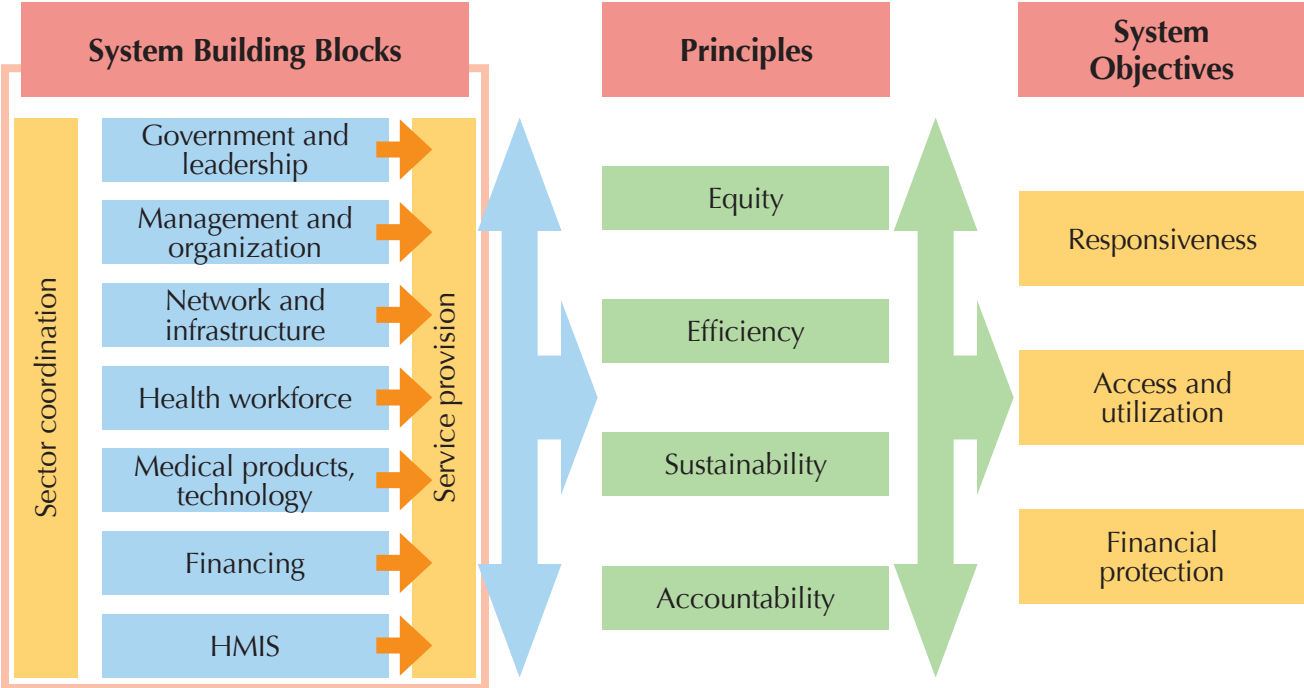 System Building Blocks
Principles
System
Objectives
Sector coordination
Government and
leadership
Management and
organization
Network and
infrastructure
Health workforce
Medical products,
technology
Financing
HMIS
Service provision
Equity
Efficiency
Sustainability
Accountability
Responsiveness
Access and
utilization
Financial
protection